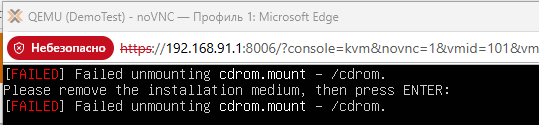 QEMU (DemoTest) - noVNC — Профиль 1: Microsoft Edge
Небезопасно https://192.168.91.1:8006/?console=kvm&novnc=1&vmid=101&vm
[FAILED] Failed unmounting cdrom.mount - /cdrom.
Please remove the installation medium, then press ENTER:
[FAILED] Failed unmounting cdrom.mount - /cdrom.